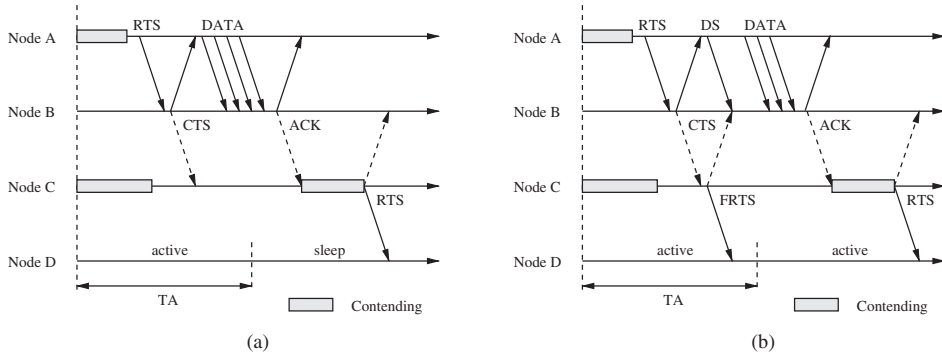 RTS DATA
Node A
Node B
CTS ACK
Node C
RTS
active sleep
Node D
TA
Contending
(a)
RTS DS DATA
Node A
Node B
CTS ACK
Node C
FRTS RTS
active active
Node D
TA
Contending
(b)